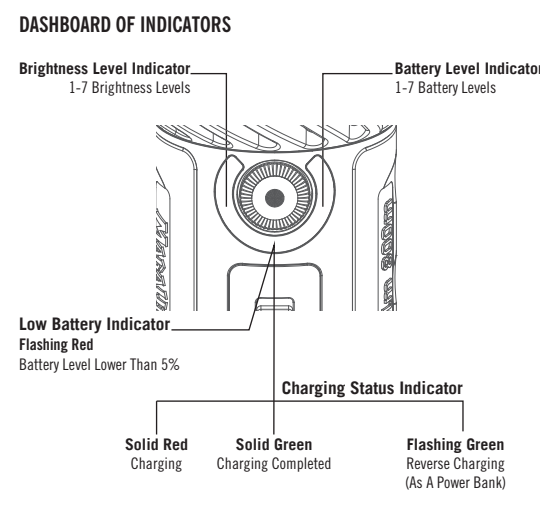 DASHBOARD OF INDICATORS
Brightness Level Indicator
1-7 Brightness Levels
Battery Level Indicator
1-7 Battery Levels
Low Battery Indicator
Flashing Red
Battery Level Lower Than 5%
Charging Status Indicator
Solid Red
Charging
Solid Green
Charging Completed
Flashing Green
Reverse Charging
(As A Power Bank)